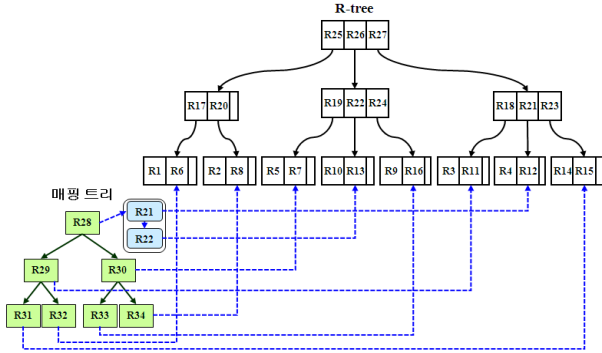 R-tree
R25 R26 R27
R17 R20 R19 R22 R24 R18 R21 R23
R1 R6 R2 R8 R5 R7 R10 R13 R9 R16 R3 R11 R4 R12 R14 R15
매핑 트리
R21
R28
R22
R29 R30
R31 R32 R33 R34